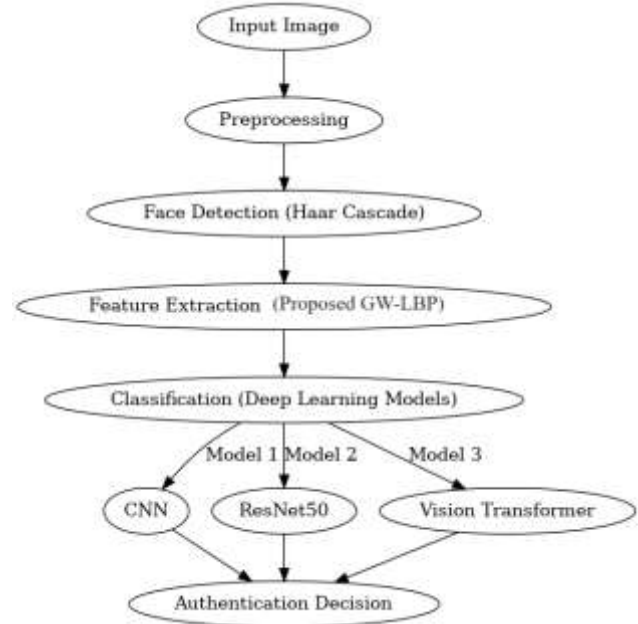 Input Image
Preprocessing
Face Detection (Haar Cascade)
Feature Extraction (Proposed GW-LBP)
Classification (Deep Learning Models)
Model 1 Model 2 Model 3
CNN ResNet50 Vision Transformer
Authentication Decision